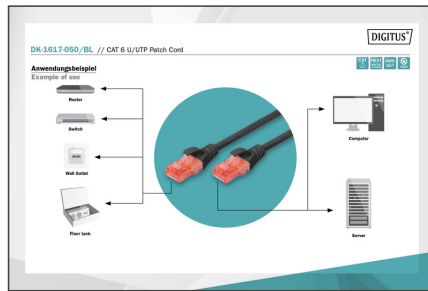 DIGITUS®
DK-1617-050/BL // CAT 6 U/UTP Patch Cord
Anwendungsbeispiel
Example of use
Router
Switch
Wall Outlet
Floor tank
Computer
Server